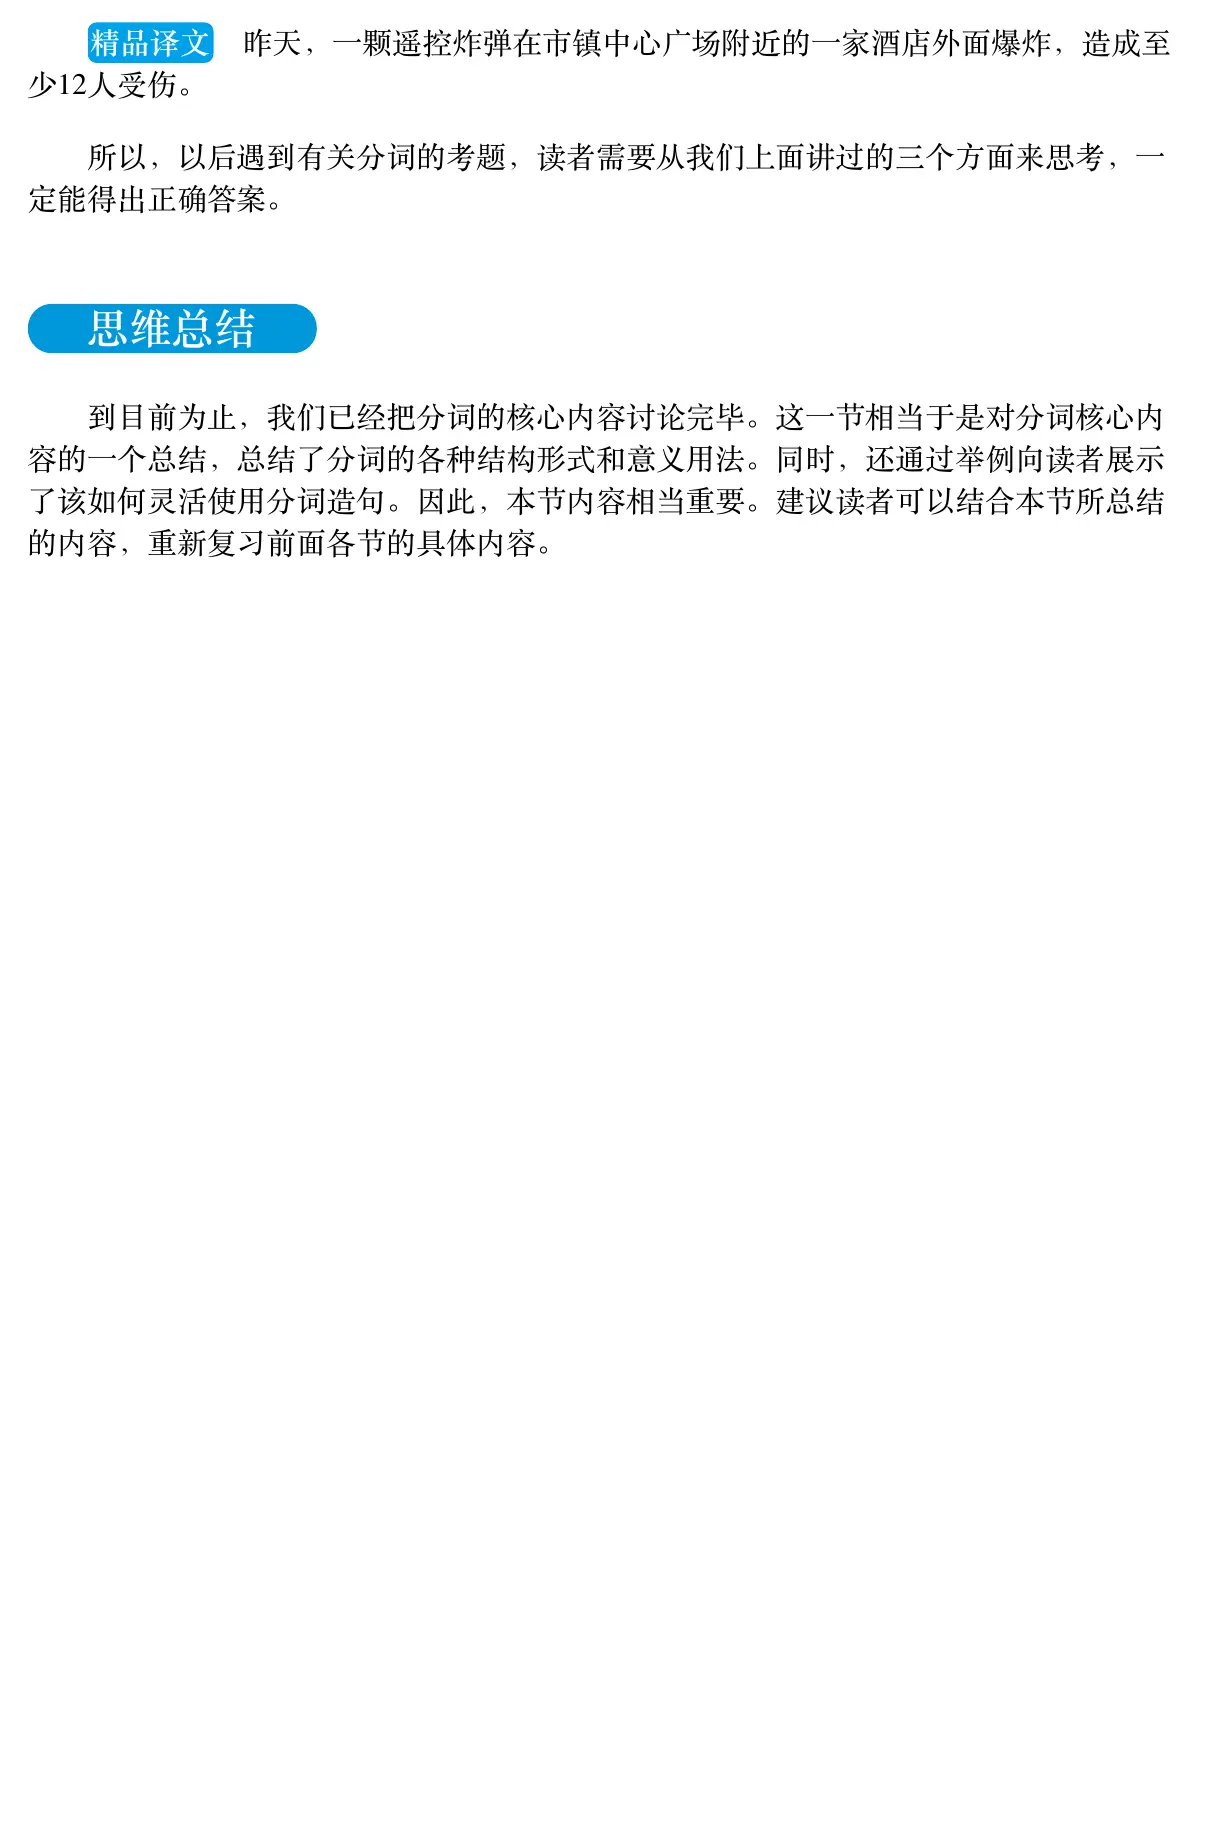 精品译文　昨天，一颗遥控炸弹在市镇中心广场附近的一家酒店外面爆炸，造成至
少12人受伤。
所以，以后遇到有关分词的考题，读者需要从我们上面讲过的三个方面来思考，一
定能得出正确答案。
思维总结
到目前为止，我们已经把分词的核心内容讨论完毕。这一节相当于是对分词核心内
容的一个总结，总结了分词的各种结构形式和意义用法。同时，还通过举例向读者展示
了该如何灵活使用分词造句。因此，本节内容相当重要。建议读者可以结合本节所总结
的内容，重新复习前面各节的具体内容。